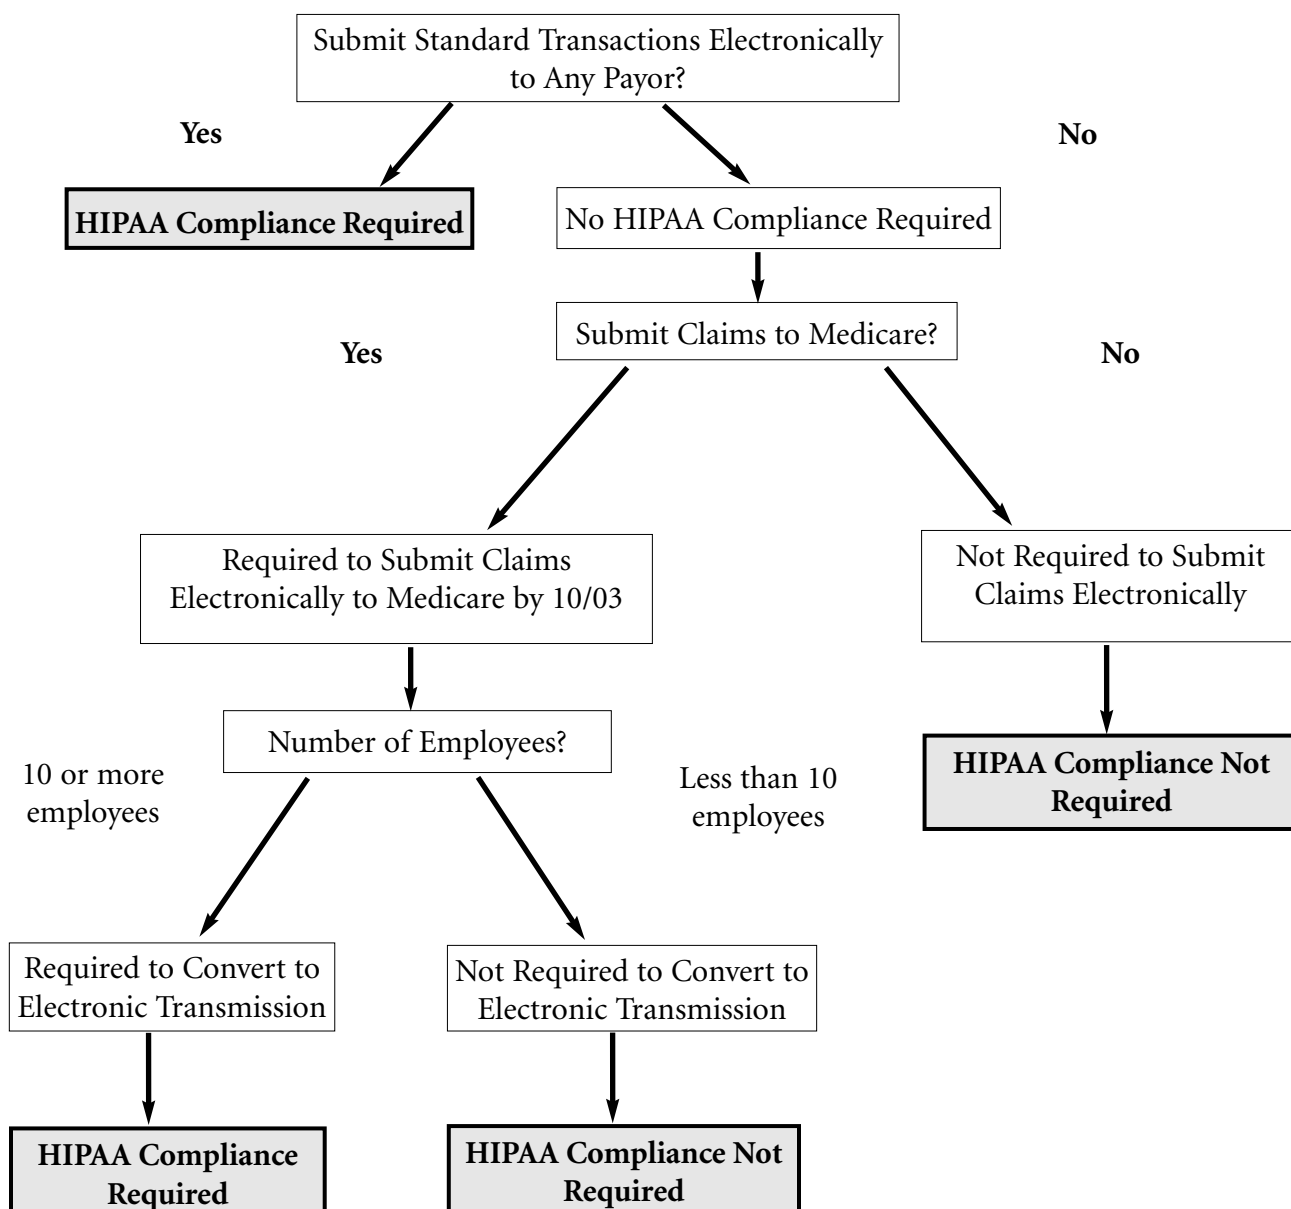 Submit Standard Transactions Electronically
to Any Payor?
Yes
No
HIPAA Compliance Required
No HIPAA Compliance Required
Submit Claims to Medicare?
Yes
No
Required to Submit Claims
Electronically to Medicare by 10/03
Not Required to Submit
Claims Electronically
Number of Employees?
10 or more
employees
Less than 10
employees
HIPAA Compliance Not
Required
Required to Convert to
Electronic Transmission
Not Required to Convert to
Electronic Transmission
HIPAA Compliance
Required
HIPAA Compliance Not
Required